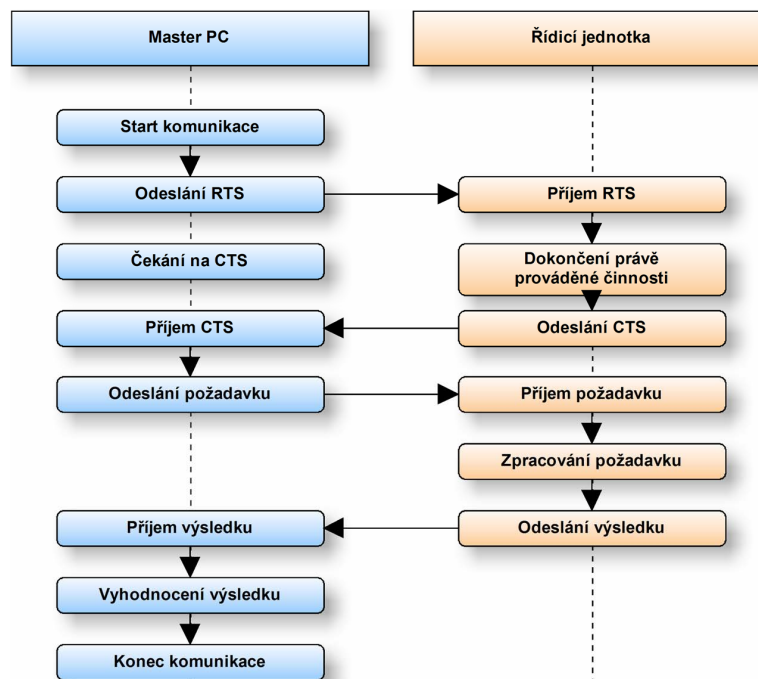 Master PC
Řídicí jednotka
Start komunikace
Odeslání RTS
Příjem RTS
Čekání na CTS
Dokončení právě
prováděné činnosti
Příjem CTS
Odeslání CTS
Odeslání požadavku
Příjem požadavku
Zpracování požadavku
Příjem výsledku
Odeslání výsledku
Vyhodnocení výsledku
Konec komunikace